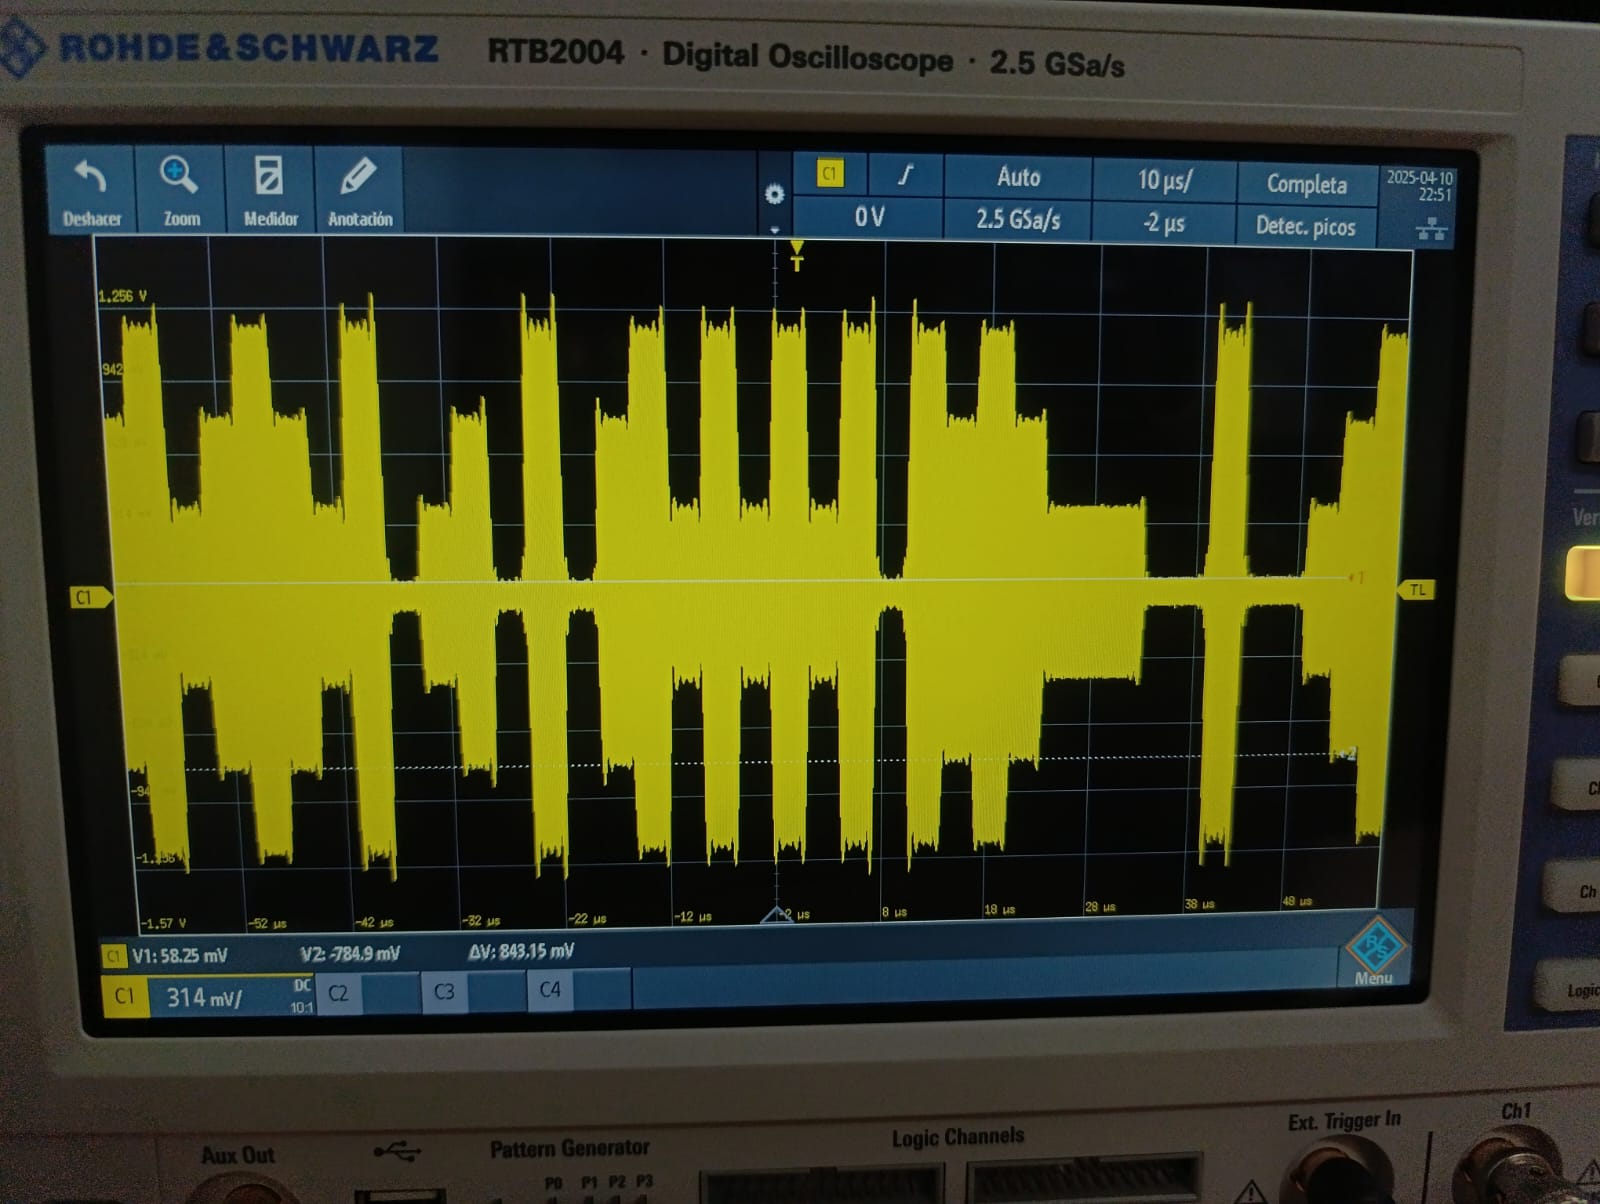 ROHDE&SCHWARZ RTB2004 · Digital Oscilloscope · 2.5 GSa/s
Deshacer Zoom Medidor Anotación
C1 Auto 10 µs/ Completa 2025-04-10
22:51
0 V 2.5 GSa/s -2 µs Detec. picos
T
1.256 V
942
C1
1
TL
2
-94
-1.256
-1.57 V -52 µs -42 µs -32 µs -22 µs -12 µs -2 µs 8 µs 18 µs 28 µs 38 µs 48 µs
C1 V1: 58.25 mV V2: -784.9 mV ΔV: 843.15 mV
C1 314 mV/ DC
10:1
C2 C3 C4
R S
Menu
Ver
Ch
Logic
Aux Out
Pattern Generator
P0 P1 P2 P3
Logic Channels
Ext. Trigger In
Ch1